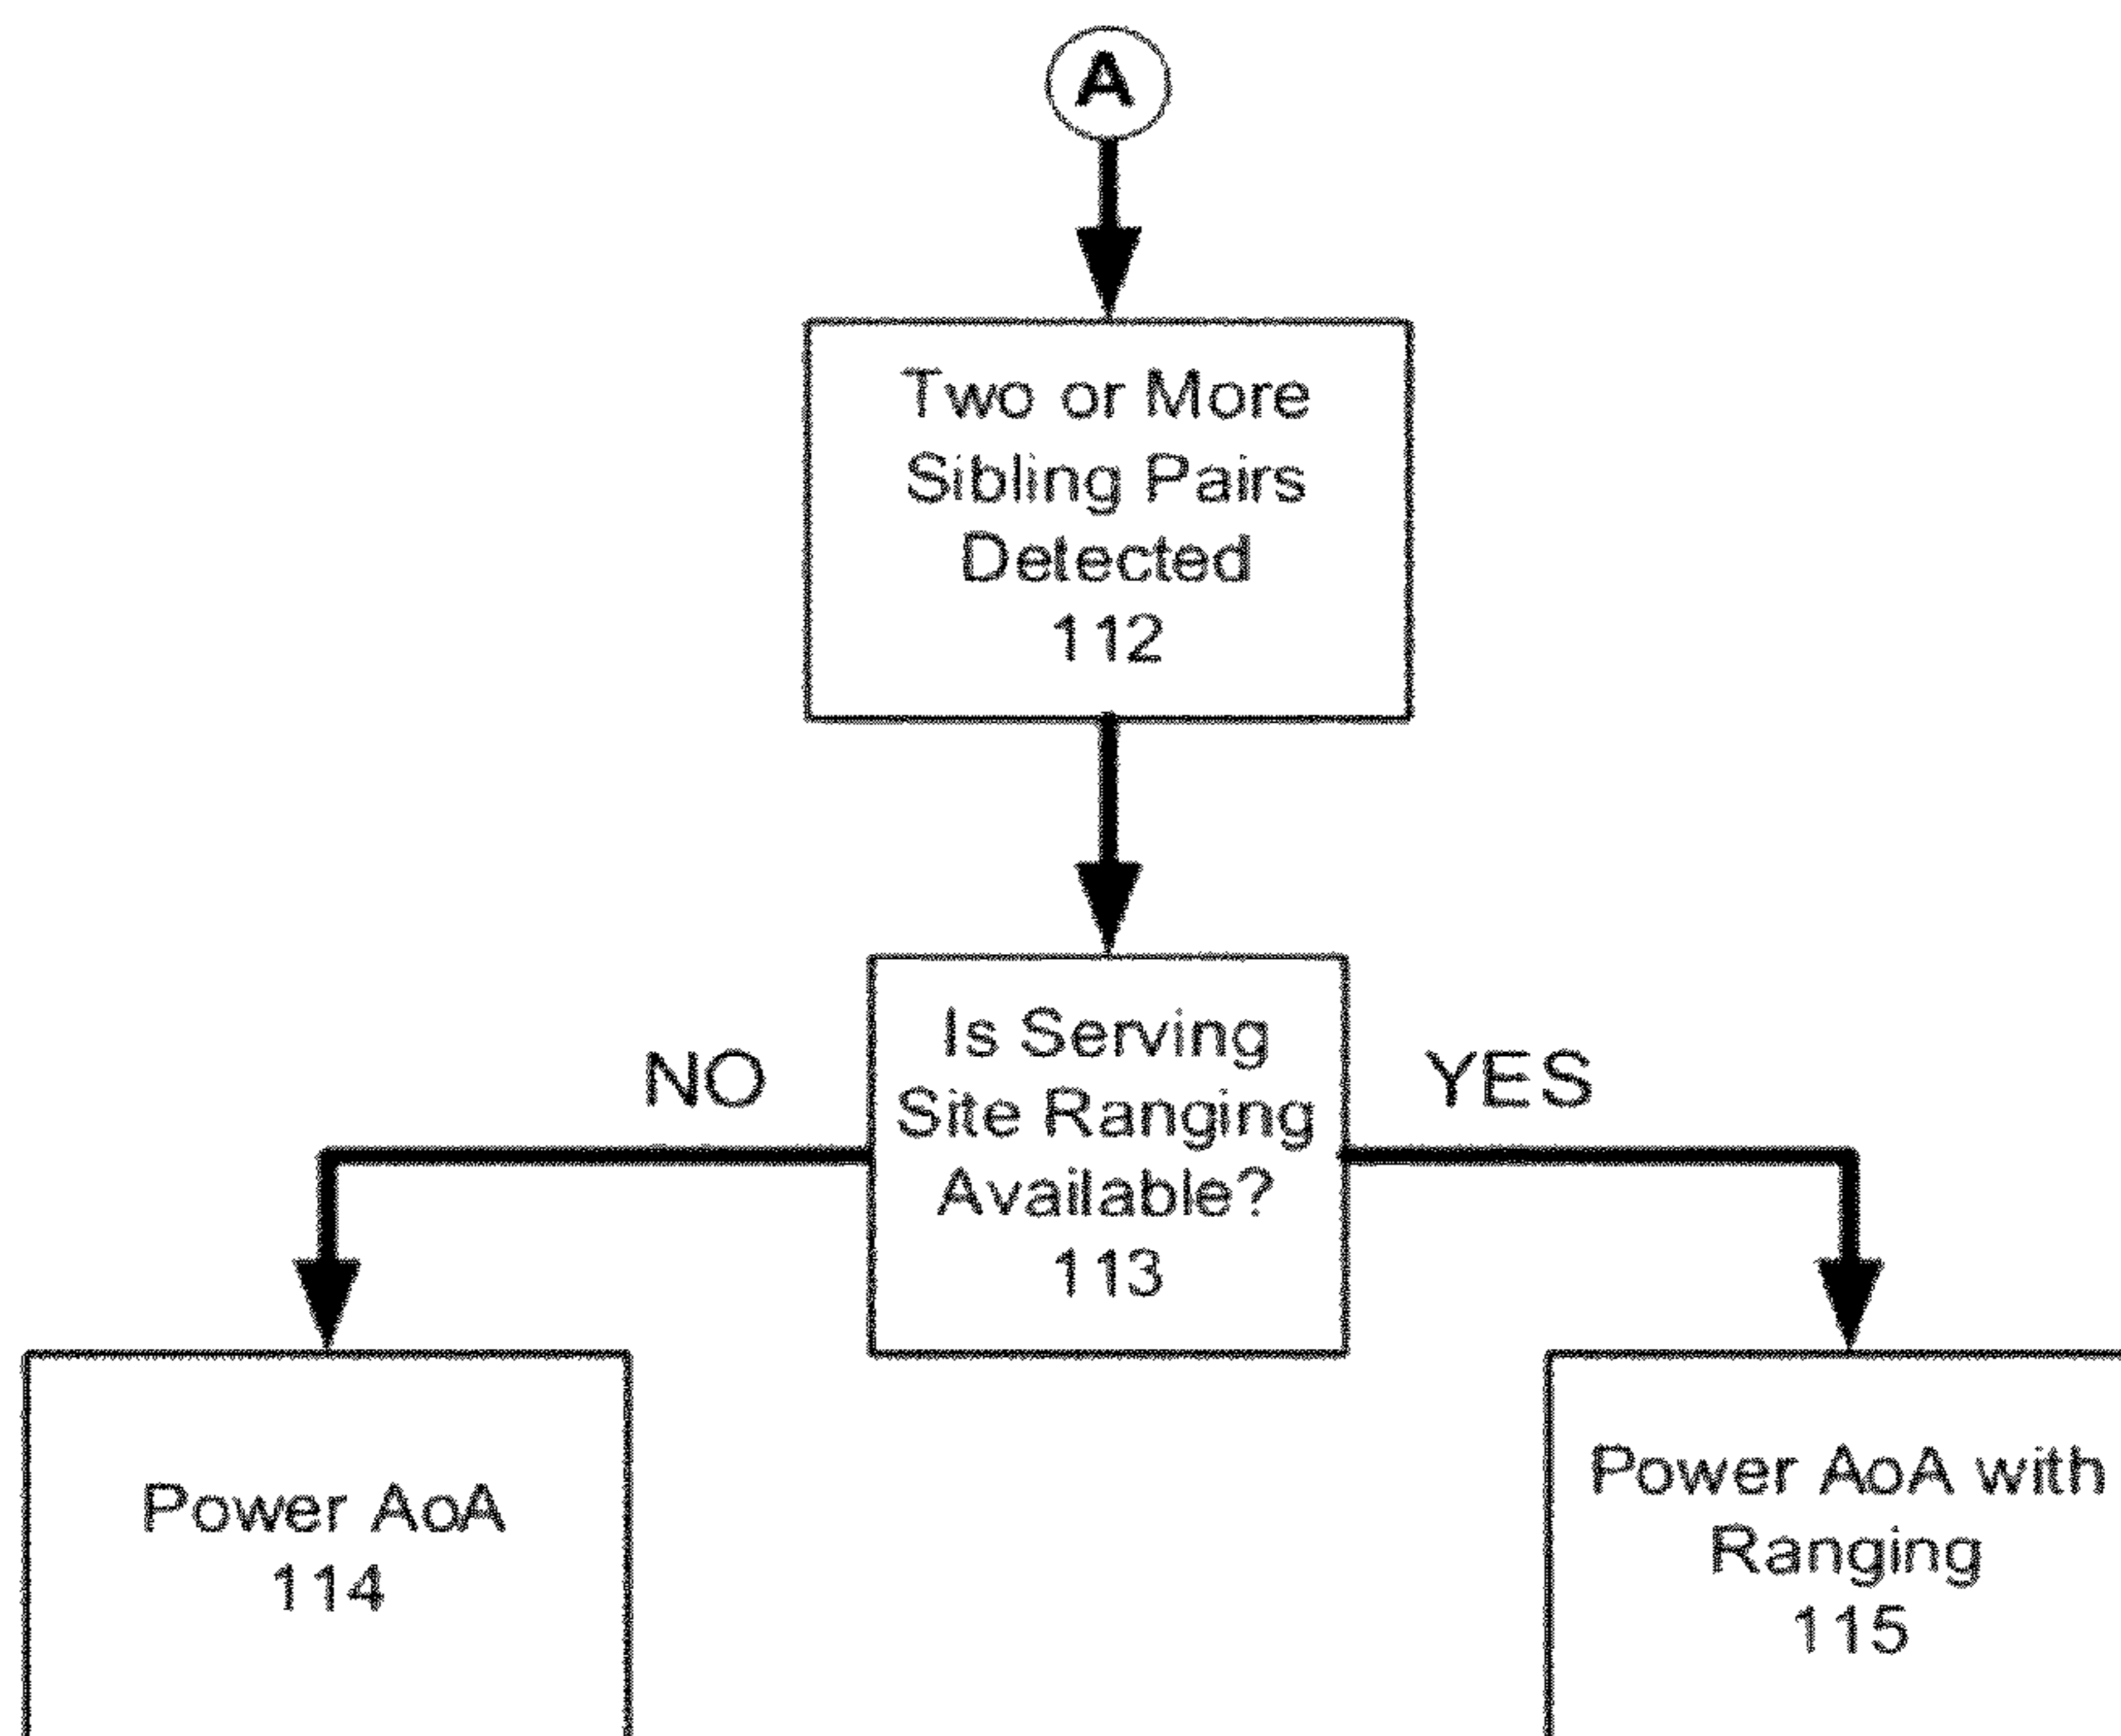 A
Two or More
Sibling Pairs
Detected
112
NO
Is Serving
Site Ranging
Available?
113
YES
Power AoA
114
Power AoA with
Ranging
115